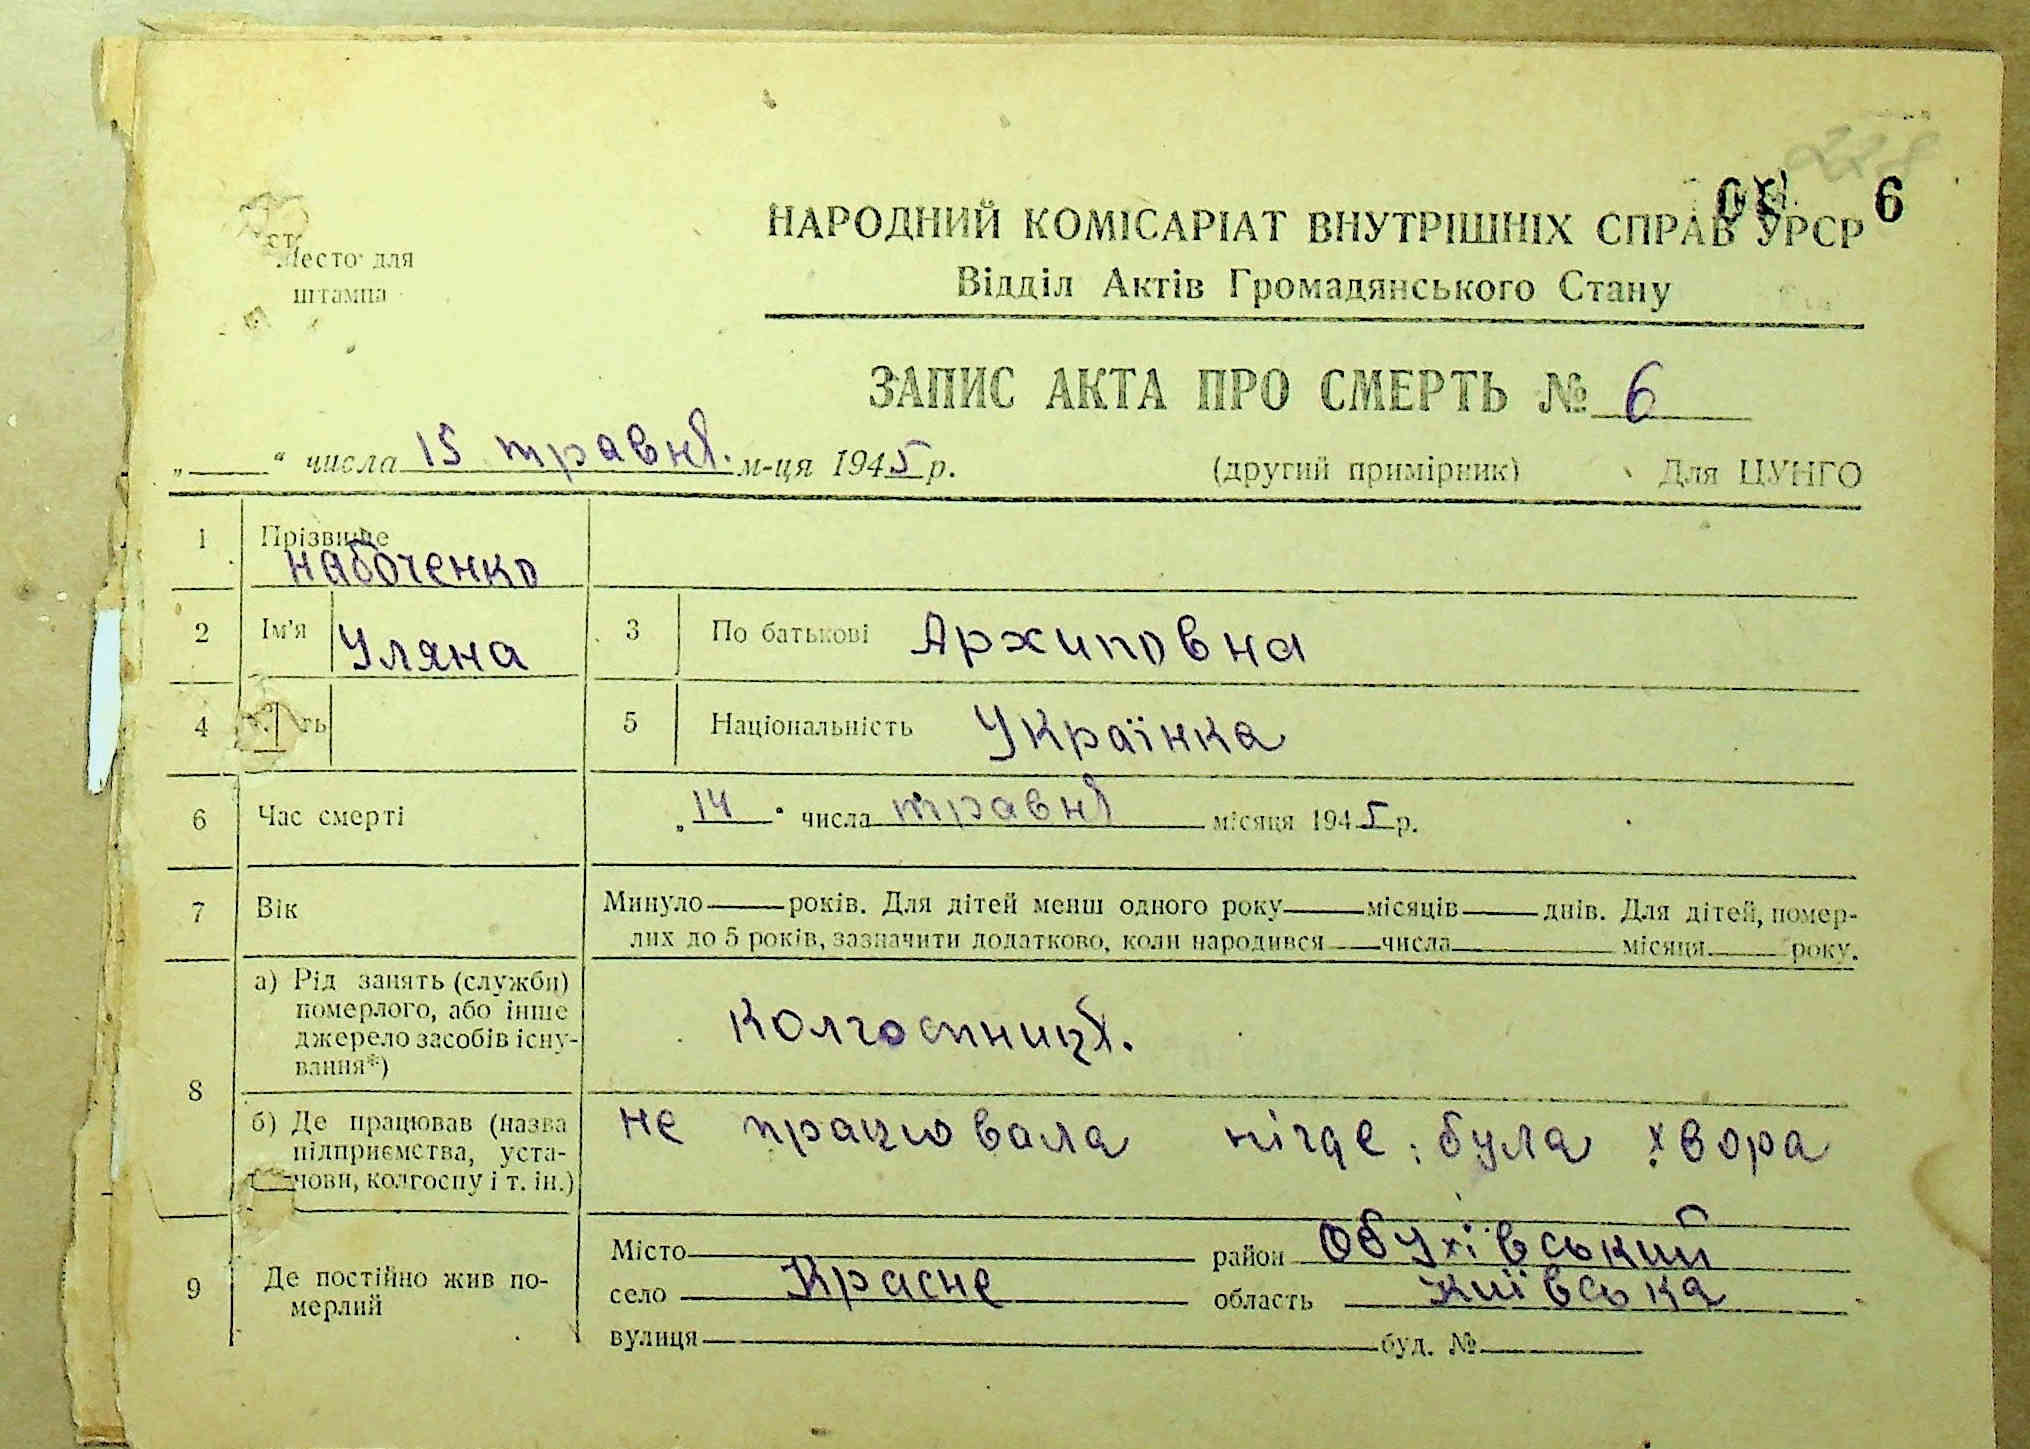 Место для
штампа
6
НАРОДНИЙ КОМІСАРІАТ ВНУТРІШНІХ СПРАВ УРСР
Відділ Актів Громадянського Стану
ЗАПИС АКТА ПРО СМЕРТЬ № 6
„ “ числа 15 травня. м-ця 1945 р. (другий примірник) Для ЦУНГО
1 Прізвище
набоченко
2 Ім'я Уляна 3 По батькові Архиповна
4 5 Національність Українка
6 Час смерті „14“ числа травня місяця 1945 р.
7 Вік Минуло років. Для дітей менш одного року місяців днів. Для дітей, помер-
лих до 5 років, зазначити додатково, коли народився числа місяця року.
8 а) Рід занять (служби)
померлого, або інше
джерело засобів існу-
вання*)
колгоспниця.
б) Де працював (назва
підприємства, уста-
нови, колгоспу і т. ін.)
не працювала нігде; була хвора
9 Де постійно жив по-
мерлий
Місто район Обухівський
село Красне область київська
вулиця буд. №